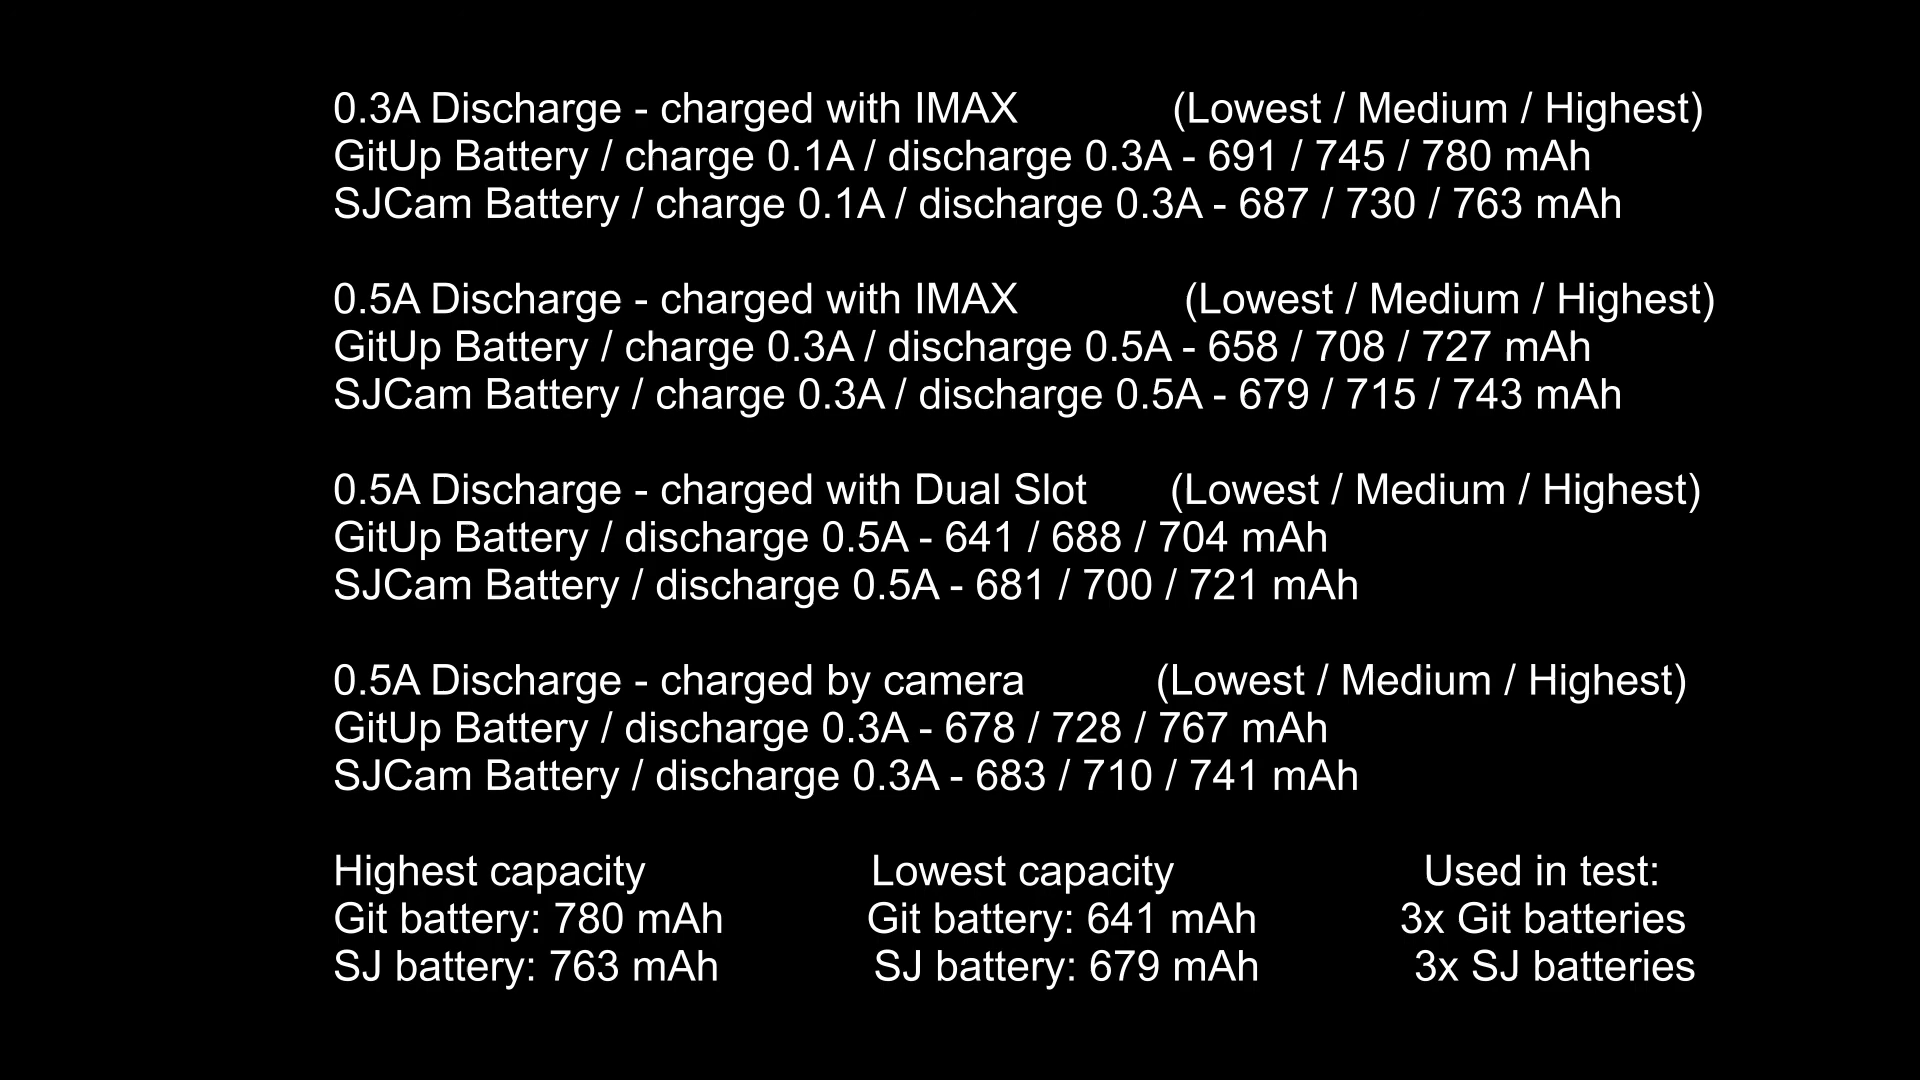 0.3A Discharge - charged with IMAX (Lowest / Medium / Highest)
GitUp Battery / charge 0.1A / discharge 0.3A - 691 / 745 / 780 mAh
SJCam Battery / charge 0.1A / discharge 0.3A - 687 / 730 / 763 mAh
0.5A Discharge - charged with IMAX (Lowest / Medium / Highest)
GitUp Battery / charge 0.3A / discharge 0.5A - 658 / 708 / 727 mAh
SJCam Battery / charge 0.3A / discharge 0.5A - 679 / 715 / 743 mAh
0.5A Discharge - charged with Dual Slot (Lowest / Medium / Highest)
GitUp Battery / discharge 0.5A - 641 / 688 / 704 mAh
SJCam Battery / discharge 0.5A - 681 / 700 / 721 mAh
0.5A Discharge - charged by camera (Lowest / Medium / Highest)
GitUp Battery / discharge 0.3A - 678 / 728 / 767 mAh
SJCam Battery / discharge 0.3A - 683 / 710 / 741 mAh
Highest capacity Lowest capacity Used in test:
Git battery: 780 mAh Git battery: 641 mAh 3x Git batteries
SJ battery: 763 mAh SJ battery: 679 mAh 3x SJ batteries